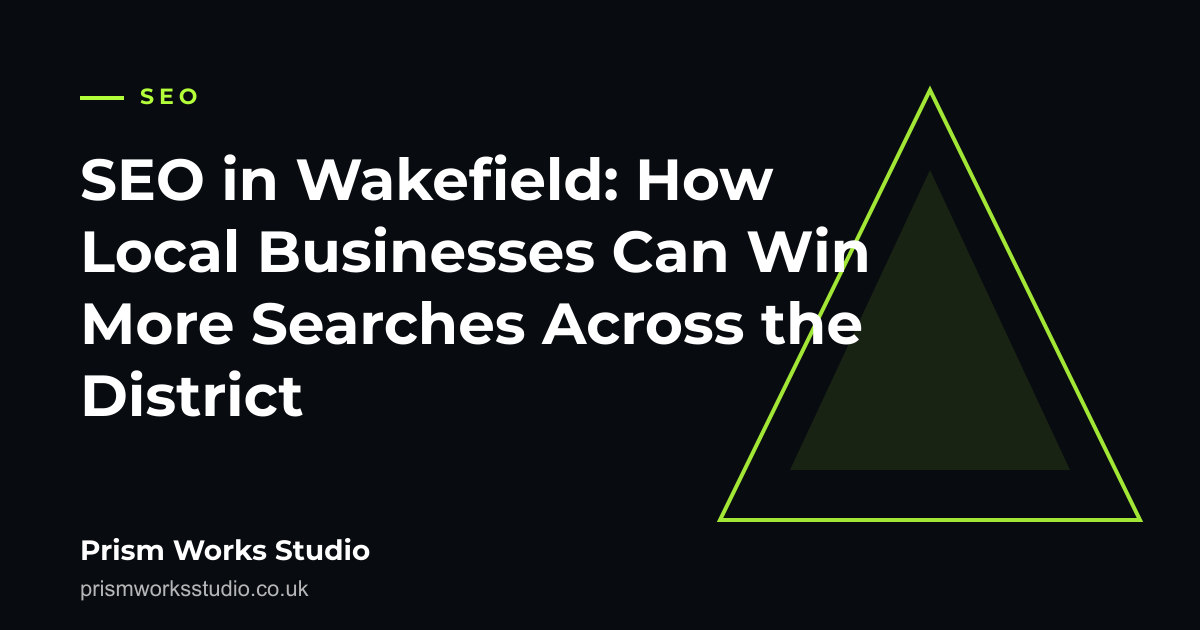 SEO
SEO in Wakefield: How
Local Businesses Can Win
More Searches Across the
District
Prism Works Studio
prismworksstudio.co.uk